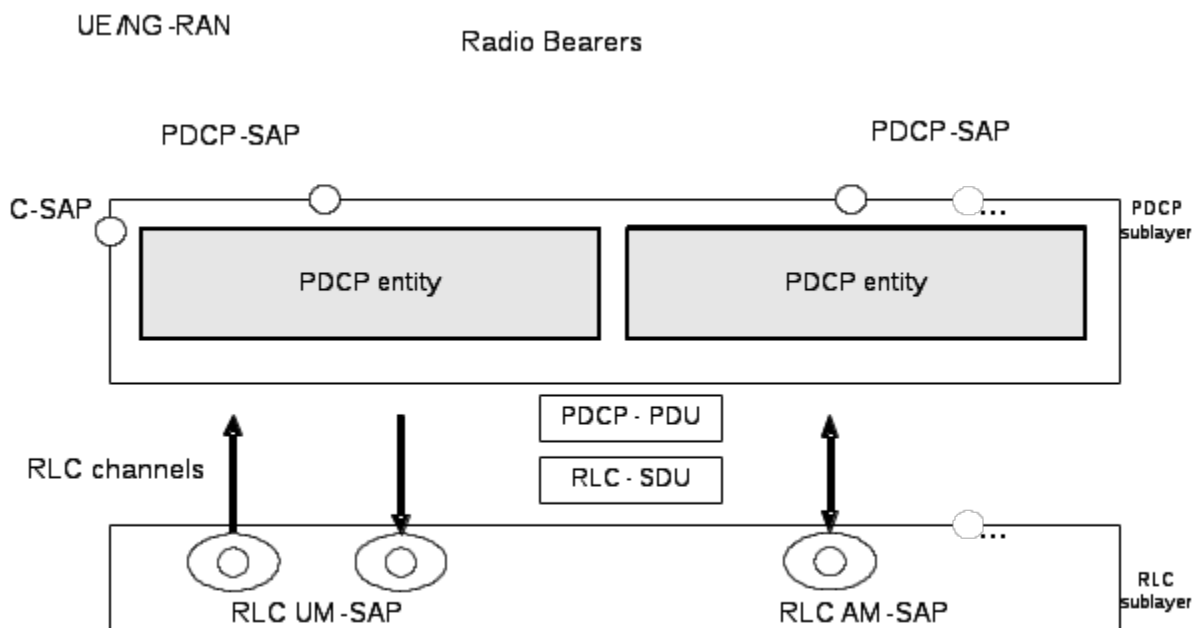 UE/NG-RAN
Radio Bearers
PDCP-SAP
PDCP-SAP
C-SAP
...
PDCP
sublayer
PDCP entity
PDCP entity
PDCP - PDU
RLC channels
RLC - SDU
...
RLC UM-SAP
RLC AM-SAP
RLC
sublayer